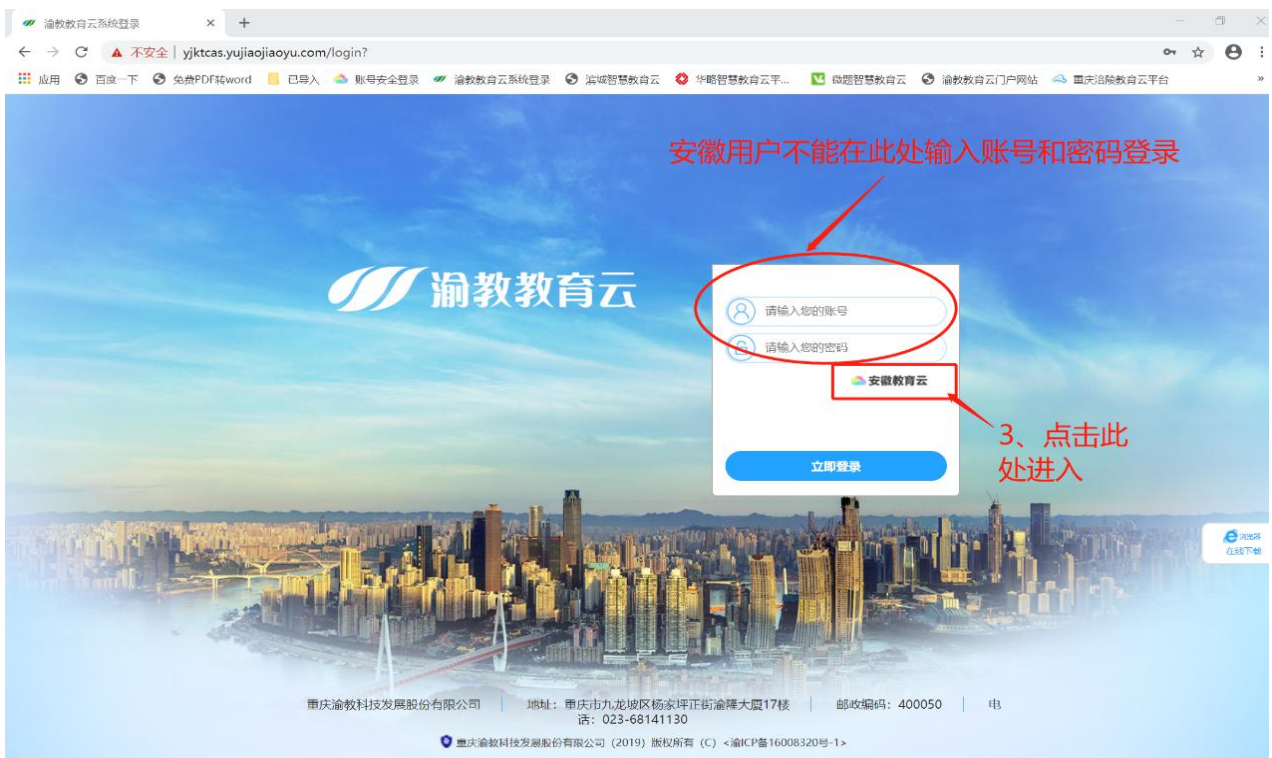 渝教教育云系统登录
不安全 | yjktcas.yujiaojiaoyu.com/login?
应用 百度一下 免费PDF转word 已导入 账号安全登录 渝教教育云系统登录 滨城智慧教育云 华略智慧教育云平... 微题智慧教育云 渝教教育云门户网站 重庆涪陵教育云平台 »
安徽用户不能在此处输入账号和密码登录
渝教教育云
请输入您的账号
请输入您的密码
安徽教育云
3、点击此
处进入
立即登录
浏览器
在线下载
重庆渝教科技发展股份有限公司 | 地址：重庆市九龙坡区杨家坪正街渝隆大厦17楼 | 邮政编码：400050 | 电
话：023-68141130
重庆渝教科技发展股份有限公司（2019）版权所有（C）<渝ICP备16008320号-1>